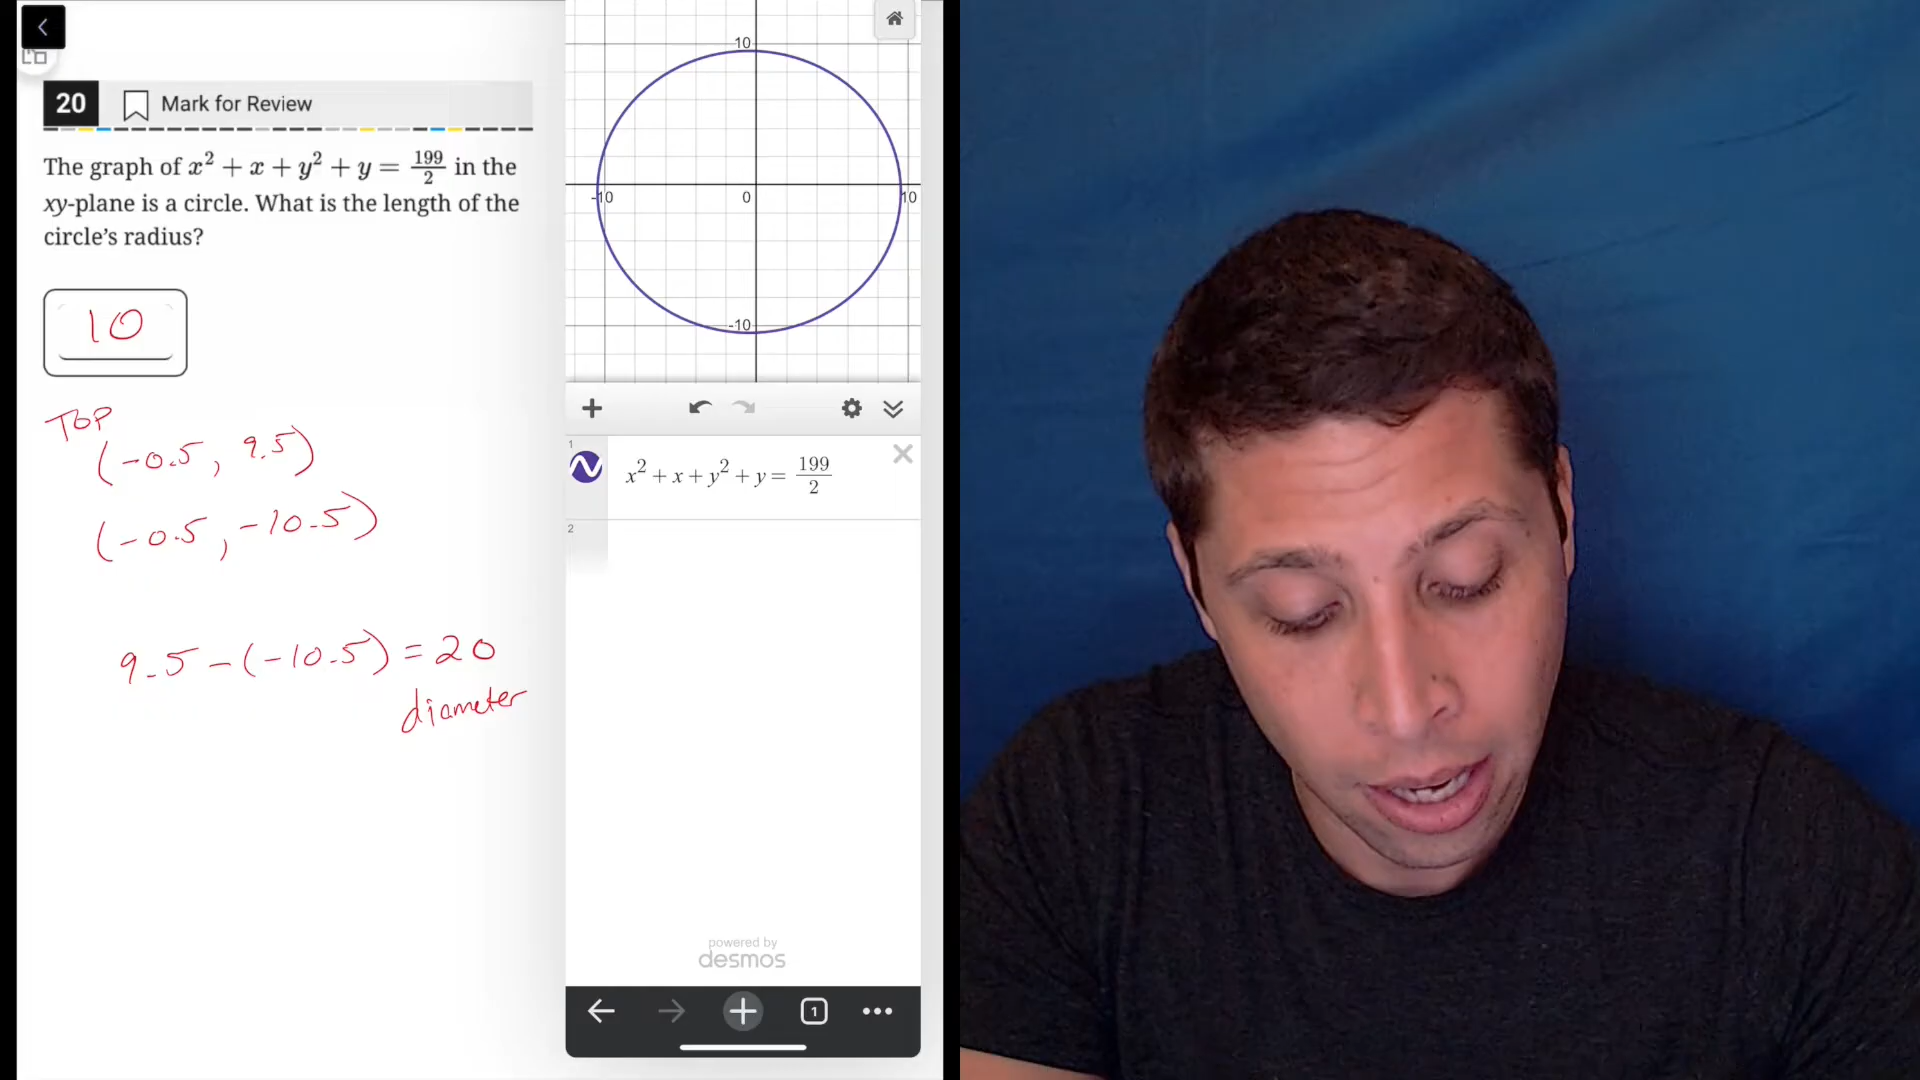 20 Mark for Review
The graph of x² + x + y² + y = 199/2 in the
xy-plane is a circle. What is the length of the
circle's radius?
10
TOP
(-0.5, 9.5)
(-0.5, -10.5)
9.5-(-10.5) = 20
diameter
10
-10
0
10
-10
1
x² + x + y² + y = 199/2
2
powered by
desmos
1